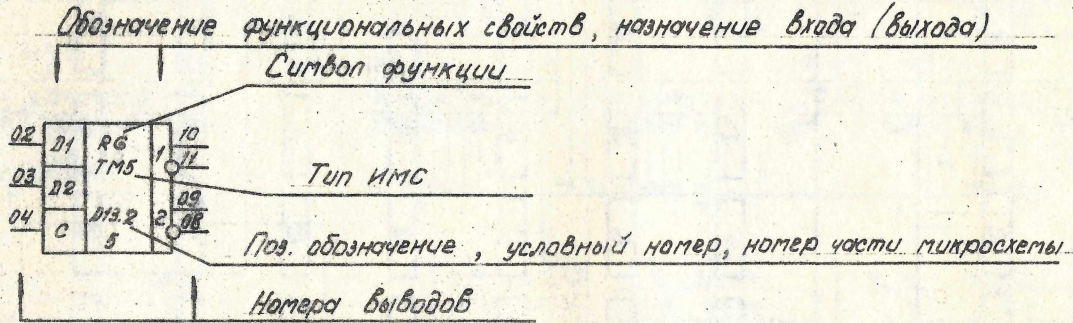 Обозначение функциональных свойств, назначение входа (выхода)
Символ функции
02 D1 RG 1 10
TM5 11
03 D2
Тип ИМС
09
04 C D13.2 2 08
5
Поз. обозначение, условный номер, номер части микросхемы
Номера выводов